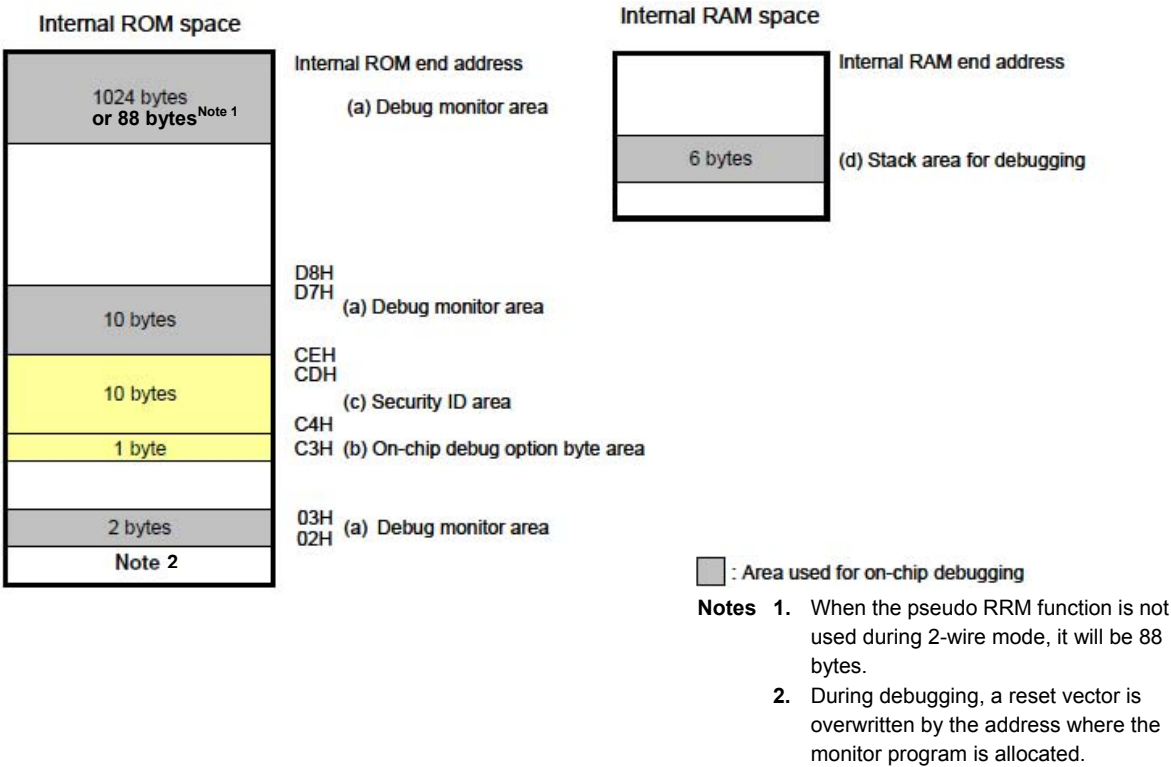 Internal ROM space
1024 bytes
or 88 bytes Note 1
Internal ROM end address
(a) Debug monitor area
D8H
D7H
(a) Debug monitor area
10 bytes
CEH
CDH
10 bytes
(c) Security ID area
C4H
1 byte
C3H (b) On-chip debug option byte area
2 bytes
03H
02H
(a) Debug monitor area
Note 2
Internal RAM space
Internal RAM end address
6 bytes
(d) Stack area for debugging
: Area used for on-chip debugging
Notes 1. When the pseudo RRM function is not
used during 2-wire mode, it will be 88
bytes.
2. During debugging, a reset vector is
overwritten by the address where the
monitor program is allocated.